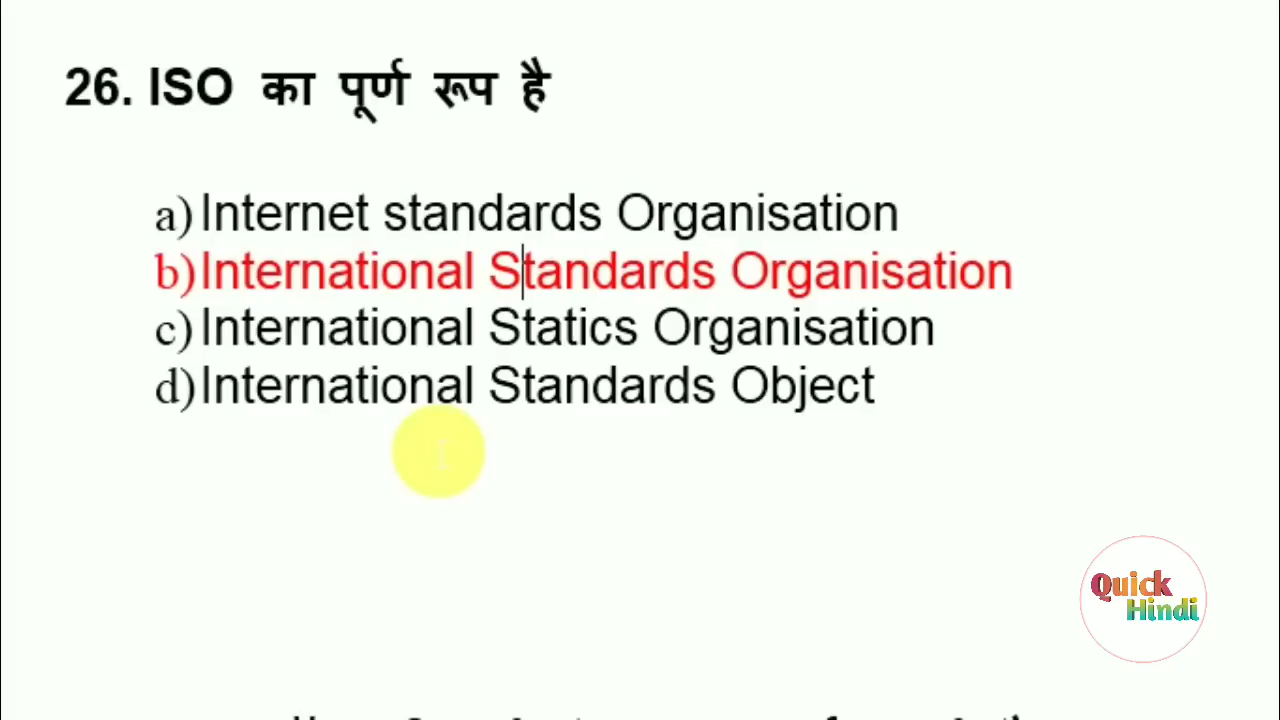 26. ISO का पूर्ण रूप है
a) Internet standards Organisation
b) International Standards Organisation
c) International Statics Organisation
d) International Standards Object
Quick
Hindi